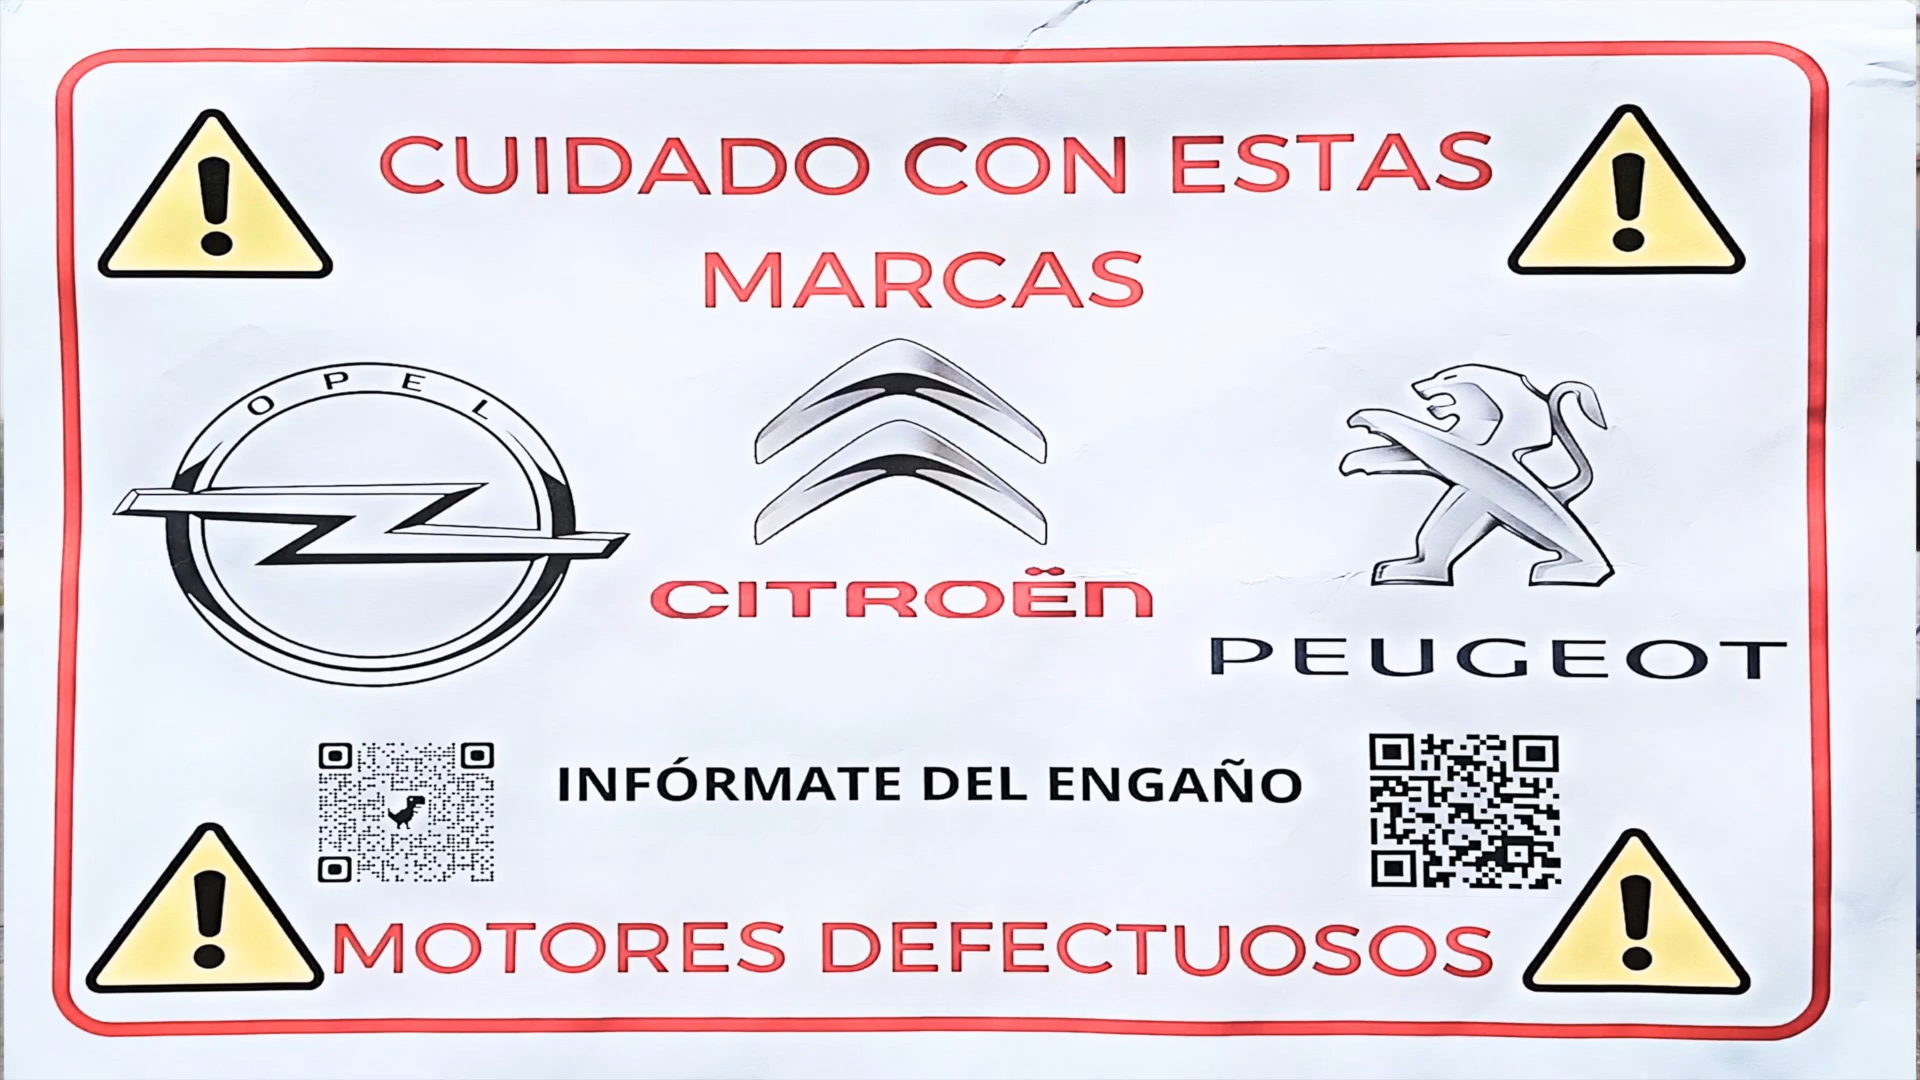 CUIDADO CON ESTAS
MARCAS
OPEL
CITROËN
PEUGEOT
INFÓRMATE DEL ENGAÑO
MOTORES DEFECTUOSOS